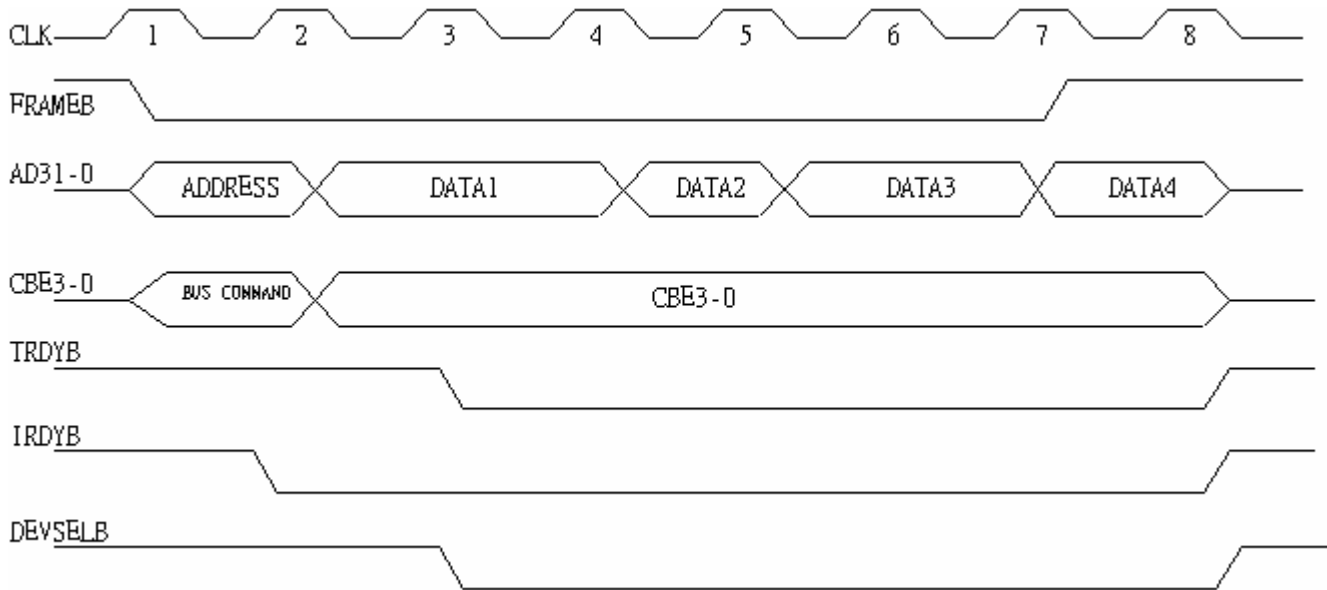 CLK 1 2 3 4 5 6 7 8
FRAMEB
AD31-0 ADDRESS DATA1 DATA2 DATA3 DATA4
CBE3-0 BUS COMMAND CBE3-0
TRDYB
IRDYB
DEVSELB